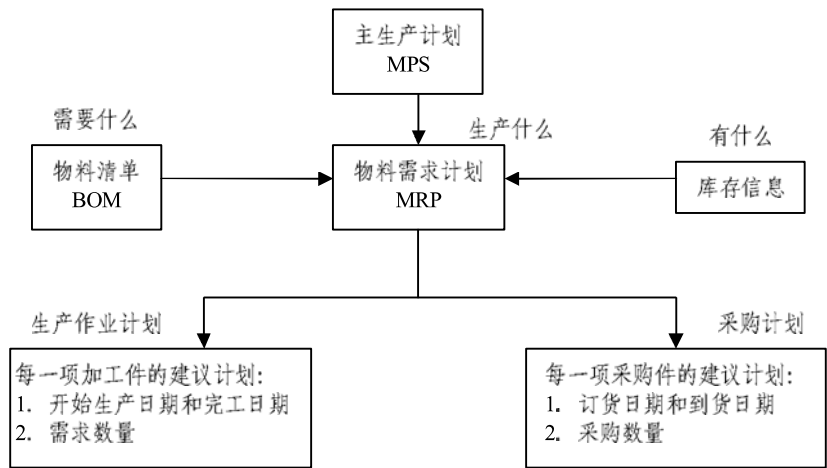 主生产计划
MPS
需要什么
生产什么
有什么
物料清单
BOM
物料需求计划
MRP
库存信息
生产作业计划
采购计划
每一项加工件的建议计划:
1. 开始生产日期和完工日期
2. 需求数量
每一项采购件的建议计划:
1. 订货日期和到货日期
2. 采购数量